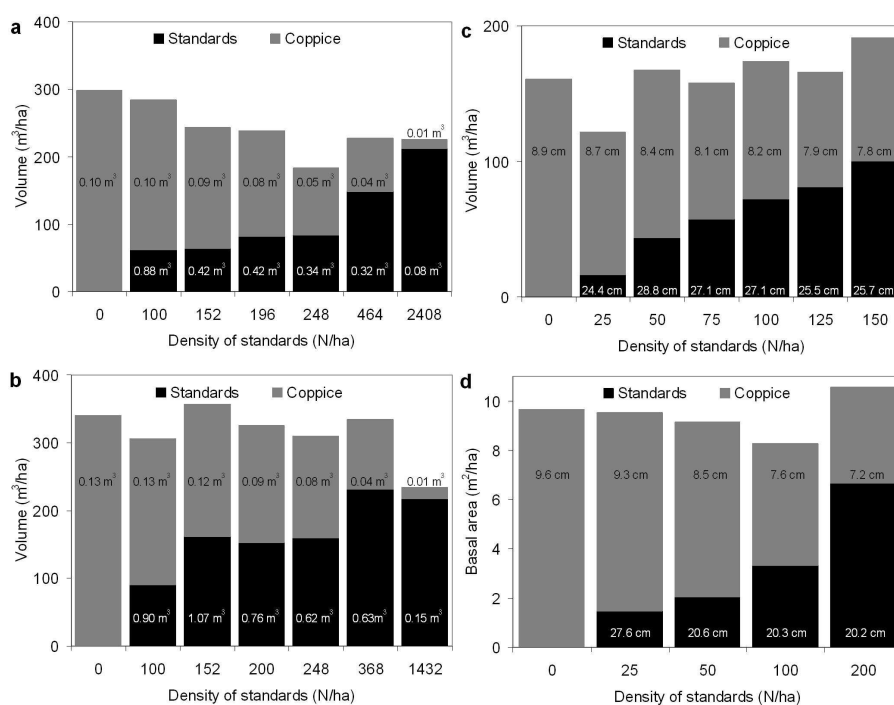 a
Standards Coppice
400
300
200
100
0
Volume (m³/ha)
0.10 m³ 0.10 m³ 0.09 m³ 0.08 m³ 0.05 m³ 0.04 m³ 0.01 m³
0.88 m³ 0.42 m³ 0.42 m³ 0.34 m³ 0.32 m³ 0.08 m³
0 100 152 196 248 464 2408
Density of standards (N/ha)
b
Standards Coppice
400
300
200
100
0
Volume (m³/ha)
0.13 m³ 0.13 m³ 0.12 m³ 0.09 m³ 0.08 m³ 0.04 m³ 0.01 m³
0.90 m³ 1.07 m³ 0.76 m³ 0.62 m³ 0.63m³ 0.15 m³
0 100 152 200 248 368 1432
Density of standards (N/ha)
c
Standards Coppice
200
100
0
Volume (m³/ha)
8.9 cm 8.7 cm 8.4 cm 8.1 cm 8.2 cm 7.9 cm 7.8 cm
24.4 cm 28.8 cm 27.1 cm 27.1 cm 25.5 cm 25.7 cm
0 25 50 75 100 125 150
Density of standards (N/ha)
d
Standards Coppice
10
8
6
4
2
0
Basal area (m²/ha)
9.6 cm 9.3 cm 8.5 cm 7.6 cm 7.2 cm
27.6 cm 20.6 cm 20.3 cm 20.2 cm
0 25 50 100 200
Density of standards (N/ha)